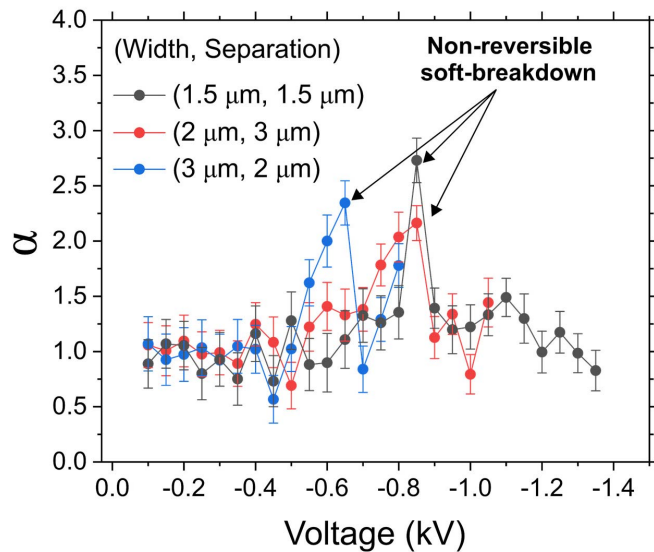 (Width, Separation)
(1.5 μm, 1.5 μm)
(2 μm, 3 μm)
(3 μm, 2 μm)
Non-reversible
soft-breakdown
α
4.0
3.5
3.0
2.5
2.0
1.5
1.0
0.5
0.0
0.0 -0.2 -0.4 -0.6 -0.8 -1.0 -1.2 -1.4
Voltage (kV)